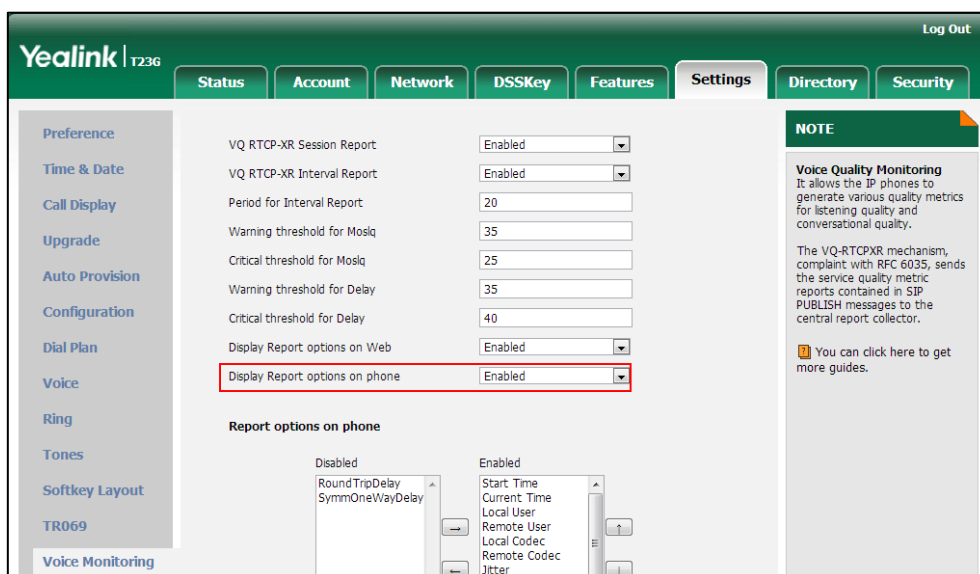 Log Out
Yealink | T23G
Status Account Network DSSKey Features Settings Directory Security
Preference
Time & Date
Call Display
Upgrade
Auto Provision
Configuration
Dial Plan
Voice
Ring
Tones
Softkey Layout
TR069
Voice Monitoring
VQ RTCP-XR Session Report Enabled
VQ RTCP-XR Interval Report Enabled
Period for Interval Report 20
Warning threshold for Moslq 35
Critical threshold for Moslq 25
Warning threshold for Delay 35
Critical threshold for Delay 40
Display Report options on Web Enabled
Display Report options on phone Enabled
Report options on phone
Disabled
RoundTripDelay
SymmOneWayDelay
→
←
Enabled
Start Time
Current Time
Local User
Remote User
Local Codec
Remote Codec
Jitter
↑
↓
NOTE
Voice Quality Monitoring
It allows the IP phones to
generate various quality metrics
for listening quality and
conversational quality.
The VQ-RTCPXR mechanism,
complaint with RFC 6035, sends
the service quality metric
reports contained in SIP
PUBLISH messages to the
central report collector.
? You can click here to get
more guides.